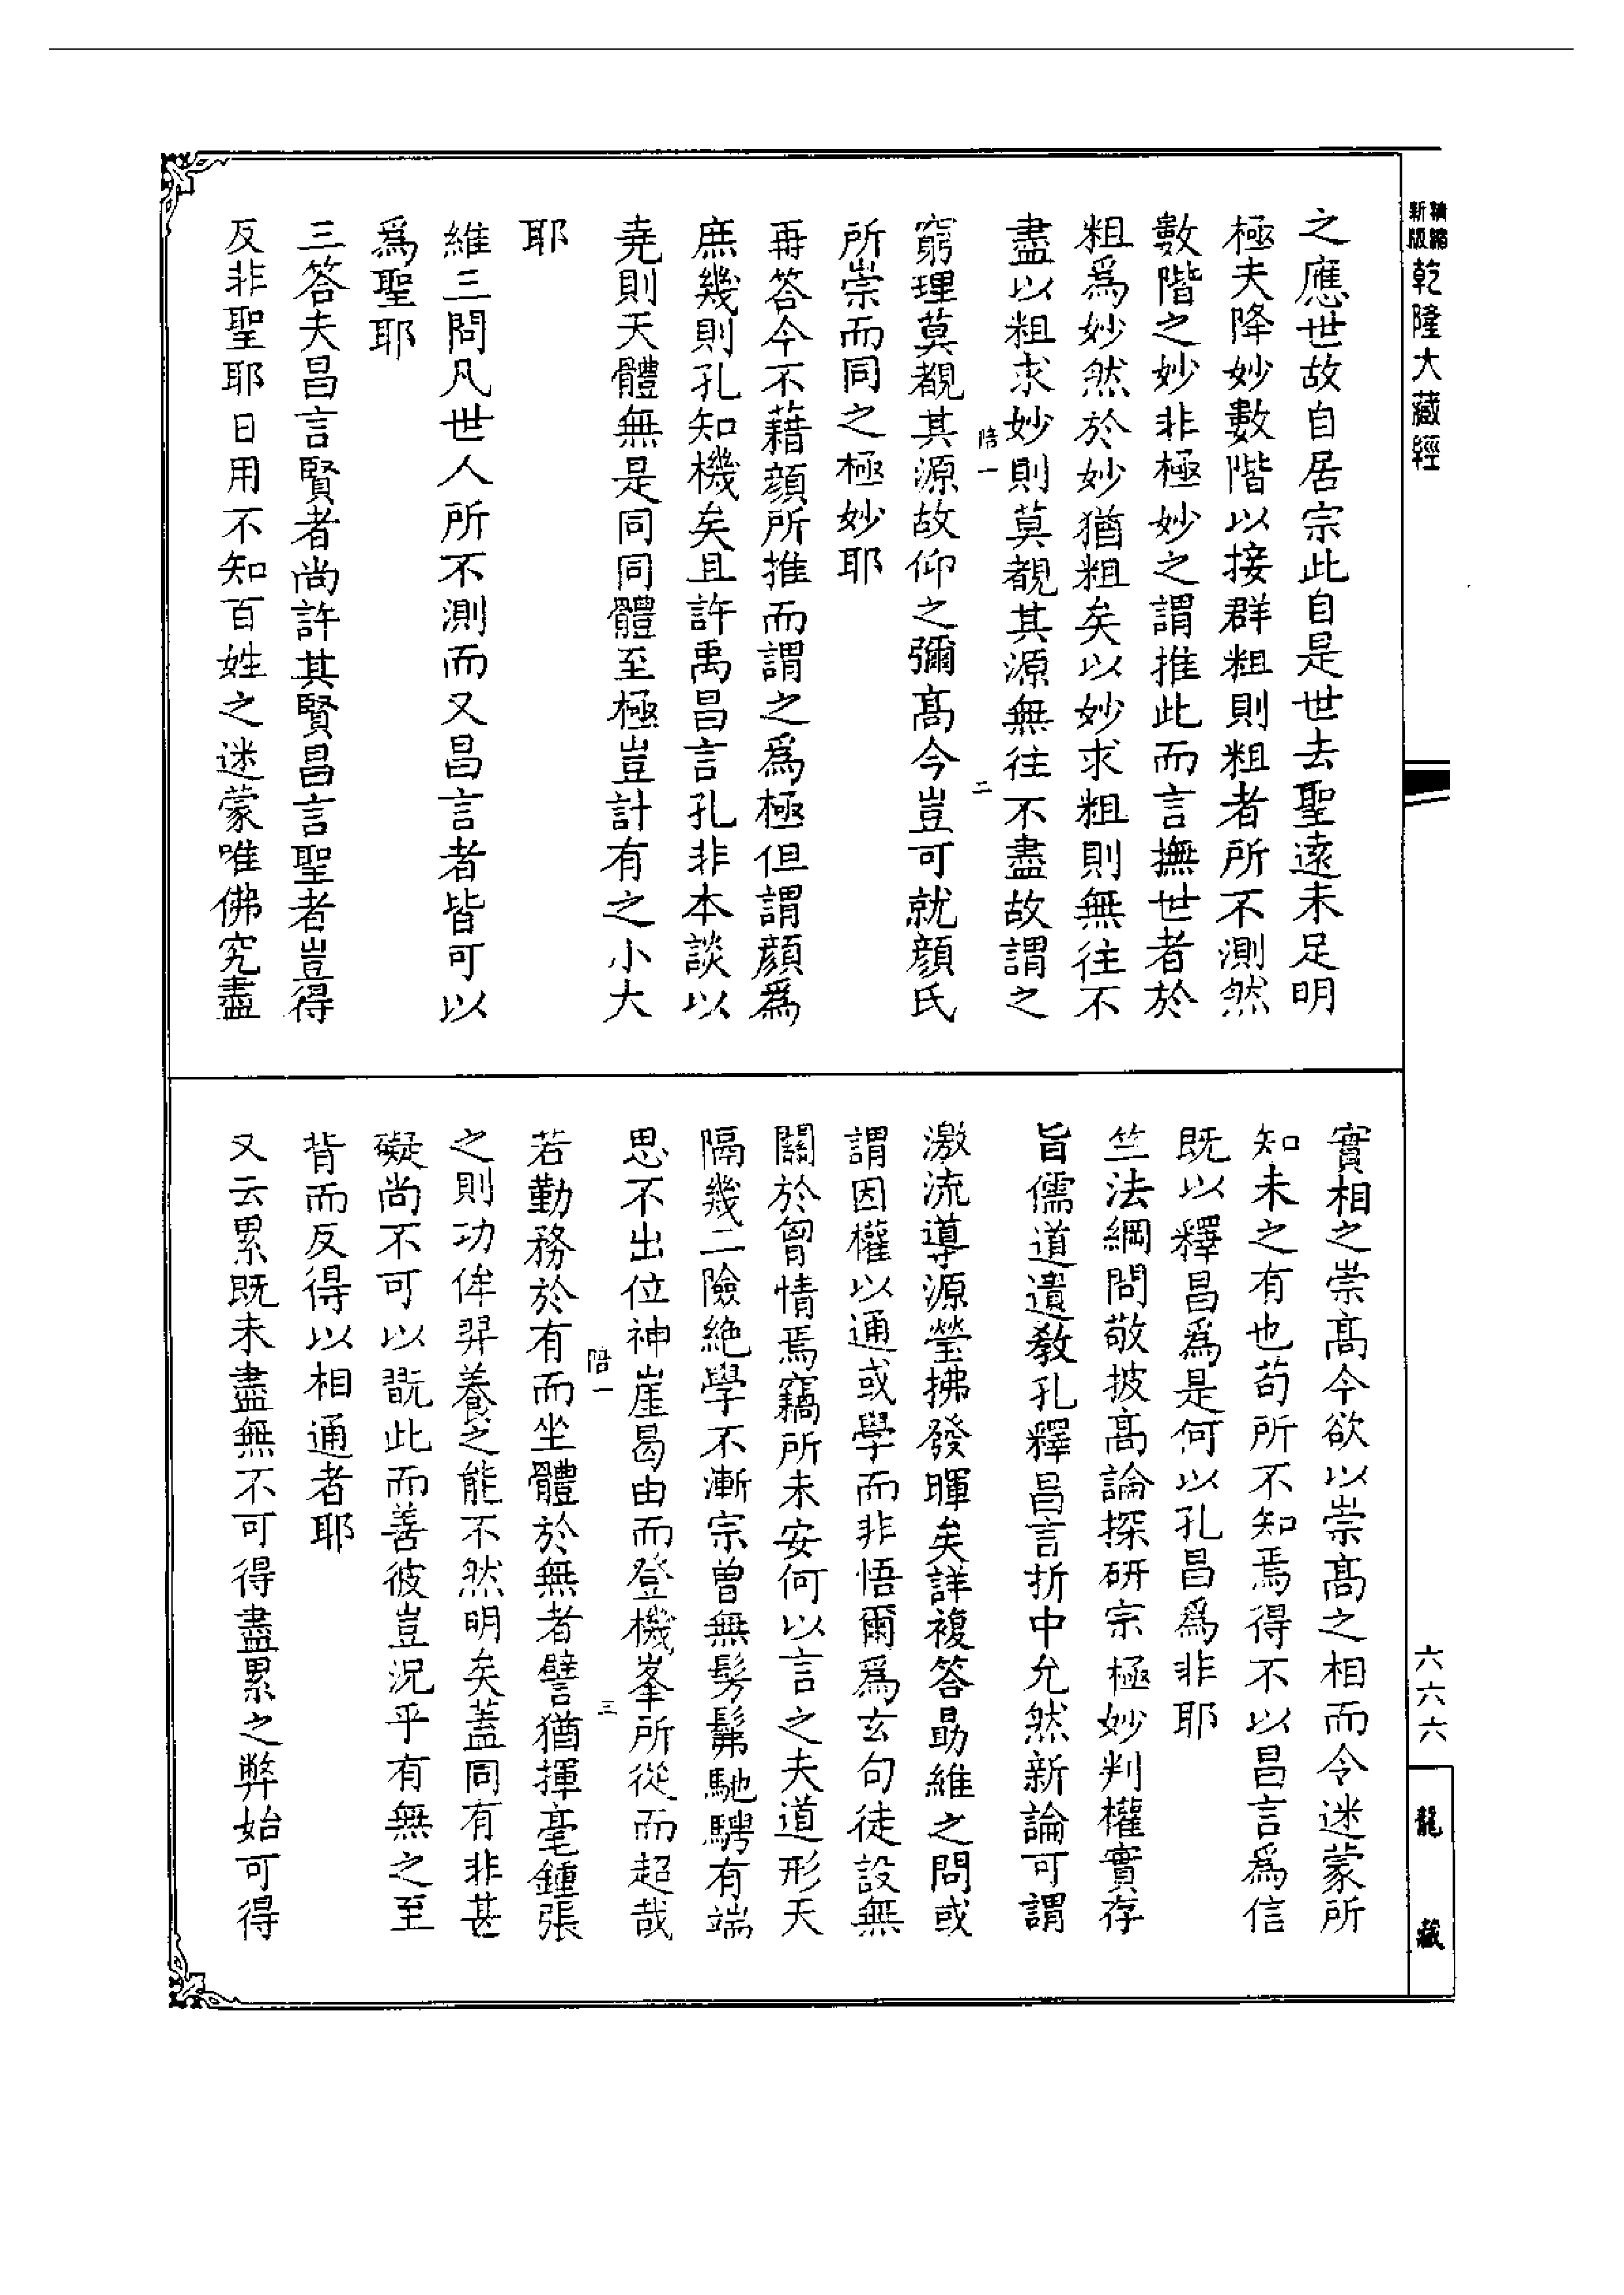 新版精縮乾隆大藏經
之應世故自居宗此自是世去聖遠未足明
極夫降妙數階以接群粗則粗者所不測然
數階之妙非極妙之謂推此而言撫世者於
粗爲妙然於妙猶粗矣以妙求粗則無往不
盡以粗求妙則莫覩其源無往不盡故謂之
陪一 二
窮理莫覩其源故仰之彌髙今豈可就顔氏
所崇而同之極妙耶
再答今不藉顔所推而謂之爲極但謂顔爲
庶幾則孔知機矣且許禹昌言孔非本談以
堯則天體無是同同體至極豈計有之小大
耶
維三問凡世人所不測而又昌言者皆可以
爲聖耶
三答夫昌言賢者尚許其賢昌言聖者豈得
反非聖耶日用不知百姓之迷蒙唯佛究盡
實相之崇髙今欲以崇髙之相而令迷蒙所
知未之有也苟所不知焉得不以昌言爲信
既以釋昌爲是何以孔昌爲非耶
竺法綱問敬披髙論探研宗極妙判權實存
旨儒道遺教孔釋昌言折中允然新論可謂
激流導源瑩拂發暉矣詳複答勗維之問或
謂因權以通或學而非悟爾爲玄句徒設無
關於胷情焉竊所未安何以言之夫道形天
隔幾二險絶學不漸宗曾無髣髴馳騁有端
思不出位神崖曷由而登機峯所從而超哉
陪一 三
若勤務於有而坐體於無者譬猶揮毫鍾張
之則功侔羿養之能不然明矣蓋同有非甚
礙尚不可以翫此而善彼豈況乎有無之至
背而反得以相通者耶
又云累既未盡無不可得盡累之弊始可得
六六六
龍藏